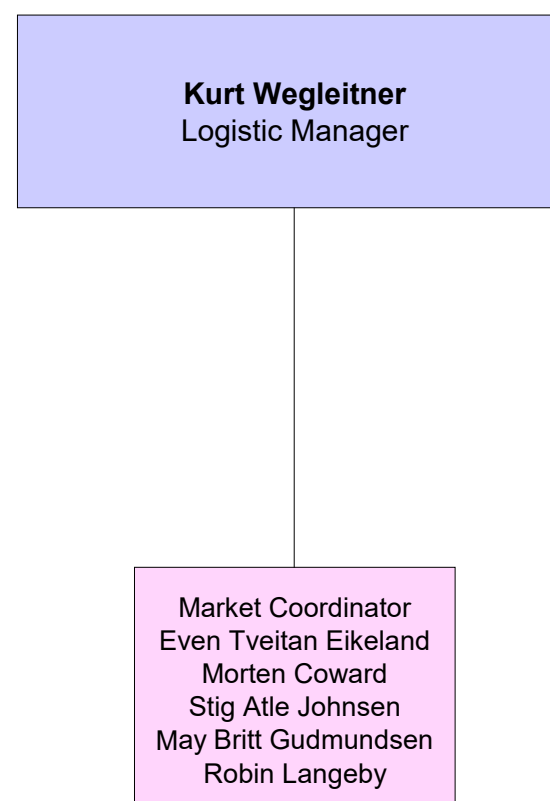 Kurt Wegleitner
Logistic Manager
Market Coordinator
Even Tveitan Eikeland
Morten Coward
Stig Atle Johnsen
May Britt Gudmundsen
Robin Langeby